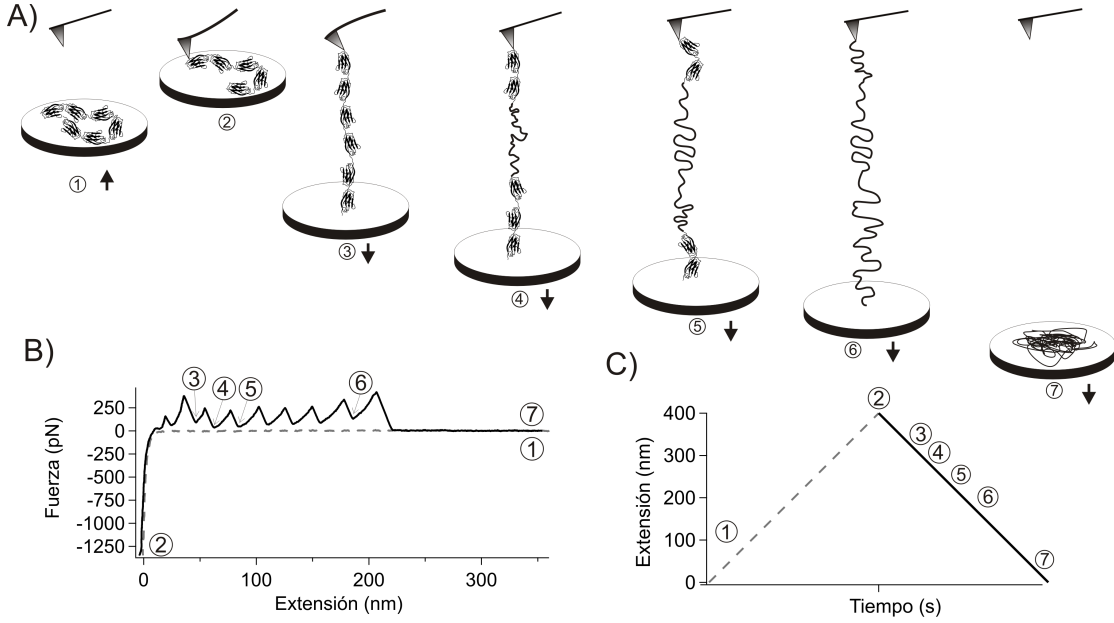 A)
① ② ③ ④ ⑤ ⑥ ⑦
B)
250
0
-250
-500
-750
-1000
-1250
Fuerza (pN)
③ ④ ⑤ ⑥ ⑦
①
②
0 100 200 300
Extensión (nm)
C)
400
300
200
100
0
Extensión (nm)
②
③
④
⑤
⑥
①
⑦
Tiempo (s)